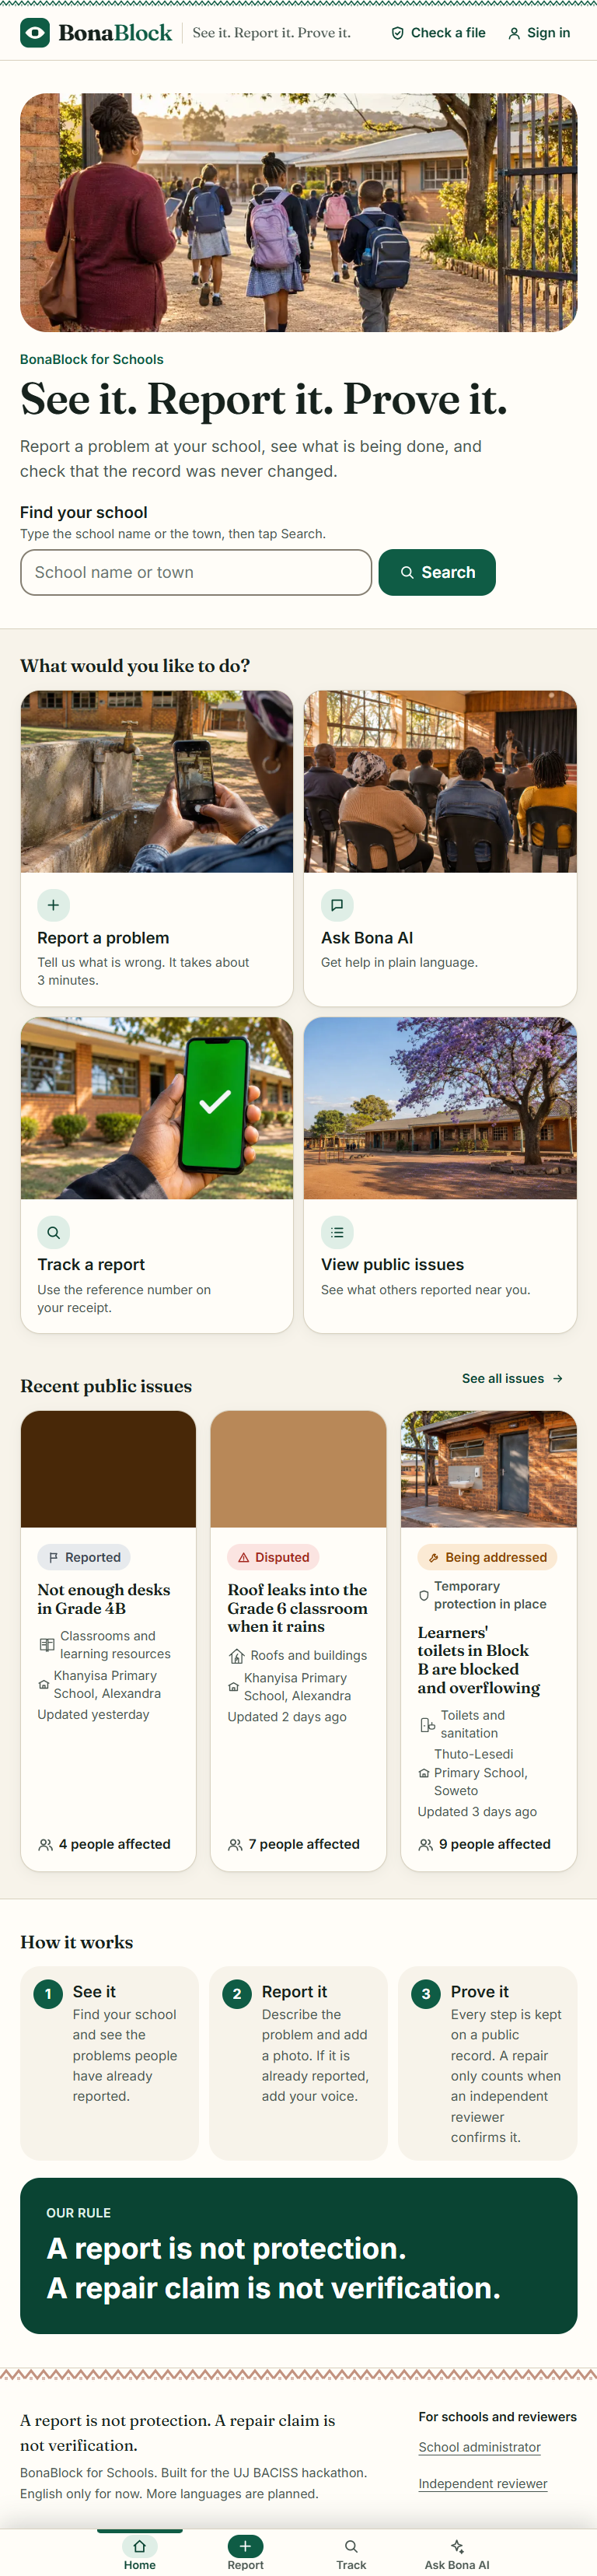 BonaBlock
See it. Report it. Prove it.
Check a file
Sign in
BonaBlock for Schools
See it. Report it. Prove it.
Report a problem at your school, see what is being done, and
check that the record was never changed.
Find your school
Type the school name or the town, then tap Search.
School name or town
Search
What would you like to do?
Report a problem
Tell us what is wrong. It takes about
3 minutes.
Ask Bona AI
Get help in plain language.
Track a report
Use the reference number on
your receipt.
View public issues
See what others reported near you.
Recent public issues
See all issues
Reported
Not enough desks
in Grade 4B
Classrooms and
learning resources
Khanyisa Primary
School, Alexandra
Updated yesterday
4 people affected
Disputed
Roof leaks into the
Grade 6 classroom
when it rains
Roofs and buildings
Khanyisa Primary
School, Alexandra
Updated 2 days ago
7 people affected
Being addressed
Temporary
protection in place
Learners'
toilets in Block
B are blocked
and overflowing
Toilets and
sanitation
Thuto-Lesedi
Primary School,
Soweto
Updated 3 days ago
9 people affected
How it works
1
See it
Find your school
and see the
problems people
have already
reported.
2
Report it
Describe the
problem and add
a photo. If it is
already reported,
add your voice.
3
Prove it
Every step is kept
on a public
record. A repair
only counts when
an independent
reviewer
confirms it.
OUR RULE
A report is not protection.
A repair claim is not verification.
A report is not protection. A repair claim is
not verification.
BonaBlock for Schools. Built for the UJ BACISS hackathon.
English only for now. More languages are planned.
For schools and reviewers
School administrator
Independent reviewer
Home
Report
Track
Ask Bona AI